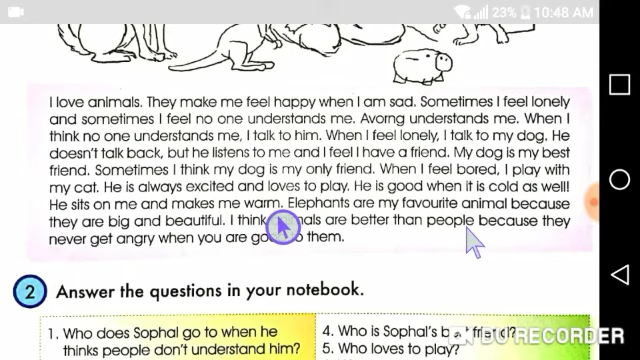 23% 10:48 AM
I love animals. They make me feel happy when I am sad. Sometimes I feel lonely
and sometimes I feel no one understands me. Avorng understands me. When I
think no one understands me, I talk to him. When I feel lonely, I talk to my dog. He
doesn't talk back, but he listens to me and I feel I have a friend. My dog is my best
friend. Sometimes I think my dog is my only friend. When I feel bored, I play with
my cat. He is always excited and loves to play. He is good when it is cold as well!
He sits on me and makes me warm. Elephants are my favourite animal because
they are big and beautiful. I think are better than people because they
never get angry when you are to them.
2 Answer the questions in your notebook.
1. Who does Sophal go to when he
thinks people don't understand him?
4. Who is Sophal's friend?
5. Who loves to play?
DU RECORDER